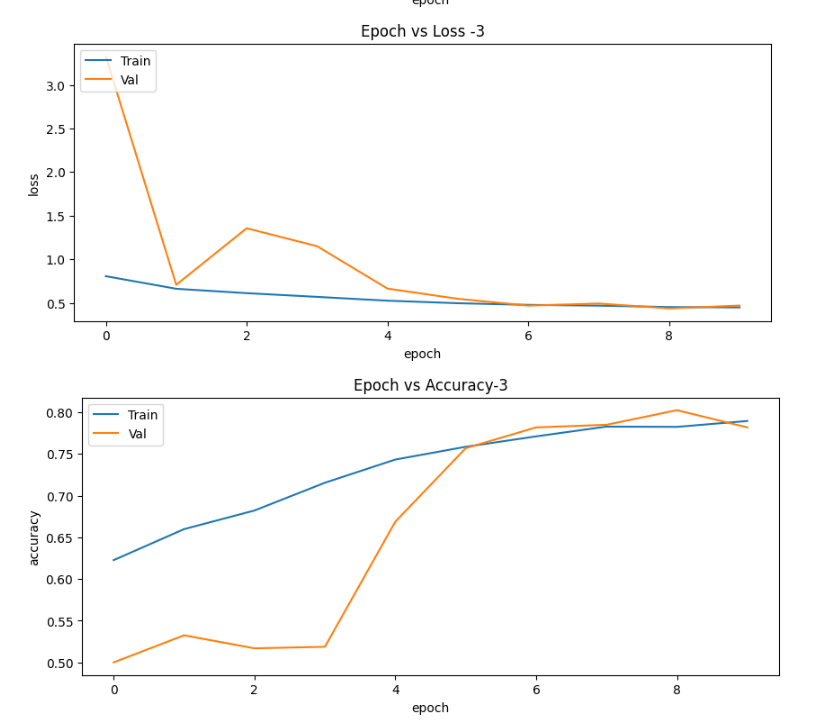 epoch
Epoch vs Loss -3
Train
Val
3.0
2.5
2.0
1.5
1.0
0.5
loss
0 2 4 6 8
epoch
Epoch vs Accuracy-3
Train
Val
0.80
0.75
0.70
0.65
0.60
0.55
0.50
accuracy
0 2 4 6 8
epoch